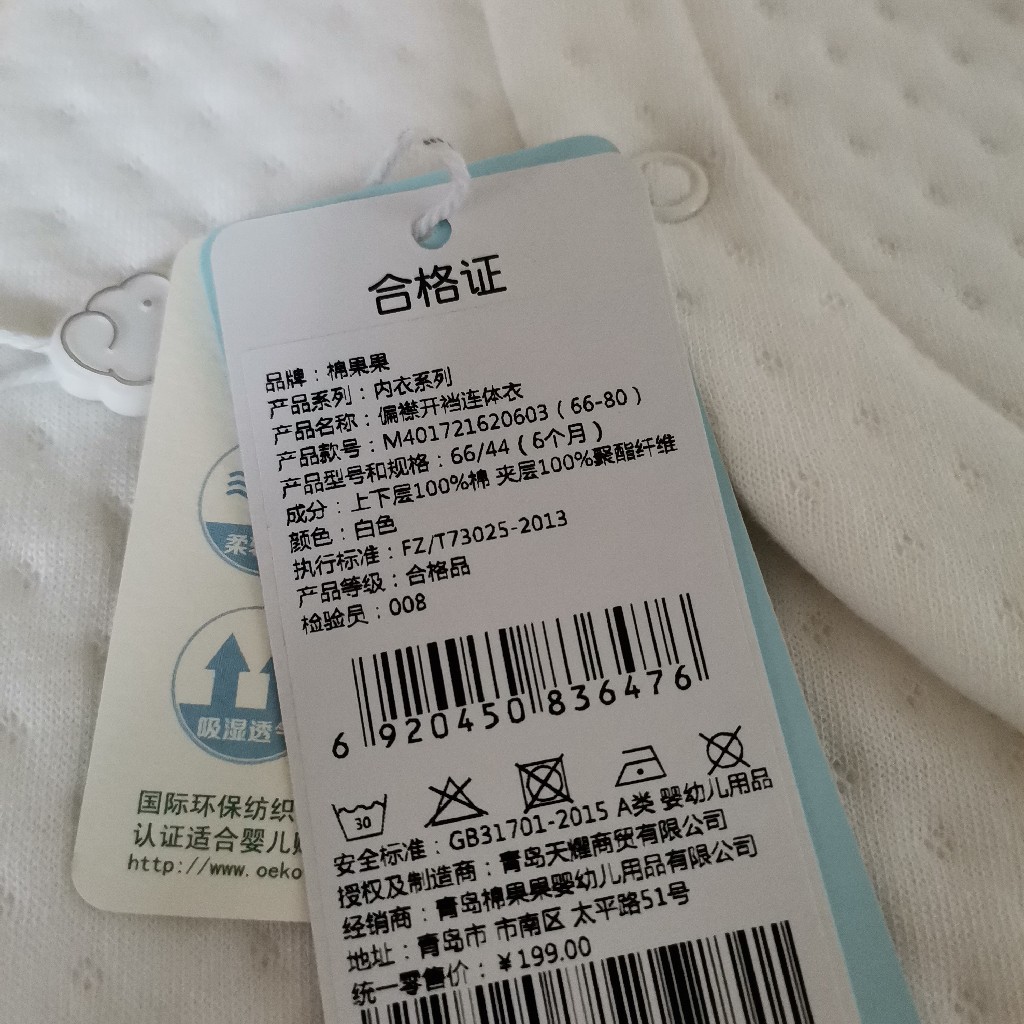 合格证
品牌：棉果果
产品系列：内衣系列
产品名称：偏襟开裆连体衣
产品款号：M401721620603（66-80）
产品型号和规格：66/44（6个月）
成分：上下层100%棉 夹层100%聚酯纤维
颜色：白色
执行标准：FZ/T73025-2013
产品等级：合格品
检验员：008
6 920450 836476
30
安全标准：GB31701-2015 A类 婴幼儿用品
授权及制造商：青岛天耀商贸有限公司
经销商：青岛棉果果婴幼儿用品有限公司
地址：青岛市 市南区 太平路51号
统一零售价：￥199.00
柔
吸湿透气
国际环保纺织
认证适合婴儿
http://www.oeko